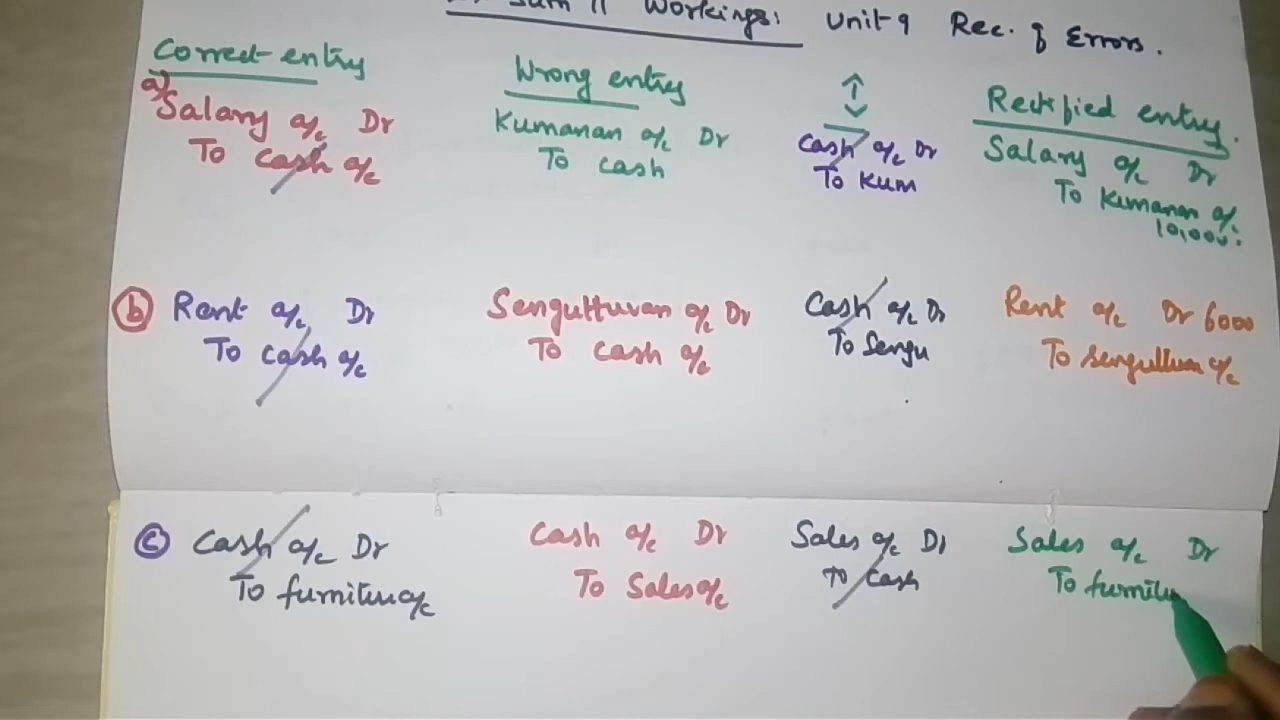 Sum 11 Workings: Unit 9 Rec. of Errors.
Correct entry
Wrong entry
Rectified entry.
a) Salary a/c Dr
To cash a/c
Kumanan a/c Dr
To cash
Cash a/c Dr
To Kum
Salary a/c Dr
To Kumanan a/c
10,000
b Rent a/c Dr
To cash a/c
Senguttuvan a/c Dr
To cash a/c
Cash a/c Dr
To Sengu
Rent a/c Dr 6000
To a/c
c Cash a/c Dr
To furniture a/c
Cash a/c Dr
To Sales a/c
Sales a/c Dr
To cash
Sales a/c Dr
To furnitu